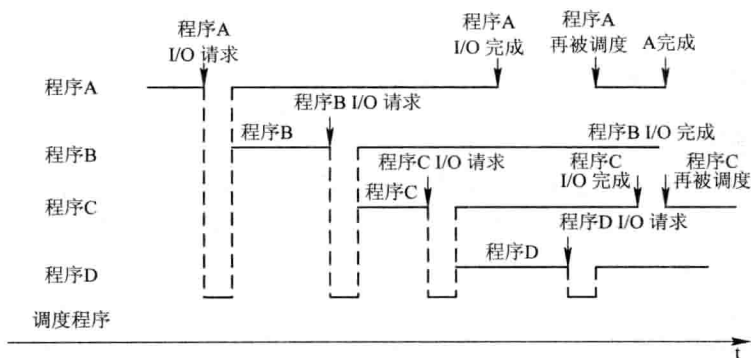 程序A
I/O 请求
程序A
I/O 完成
程序A
再被调度
A完成
程序A
程序B I/O 请求
程序B
程序B I/O 完成
程序B
程序C I/O 请求
程序C
I/O 完成
程序C
再被调度
程序C
程序C
程序D I/O 请求
程序D
程序D
调度程序
t